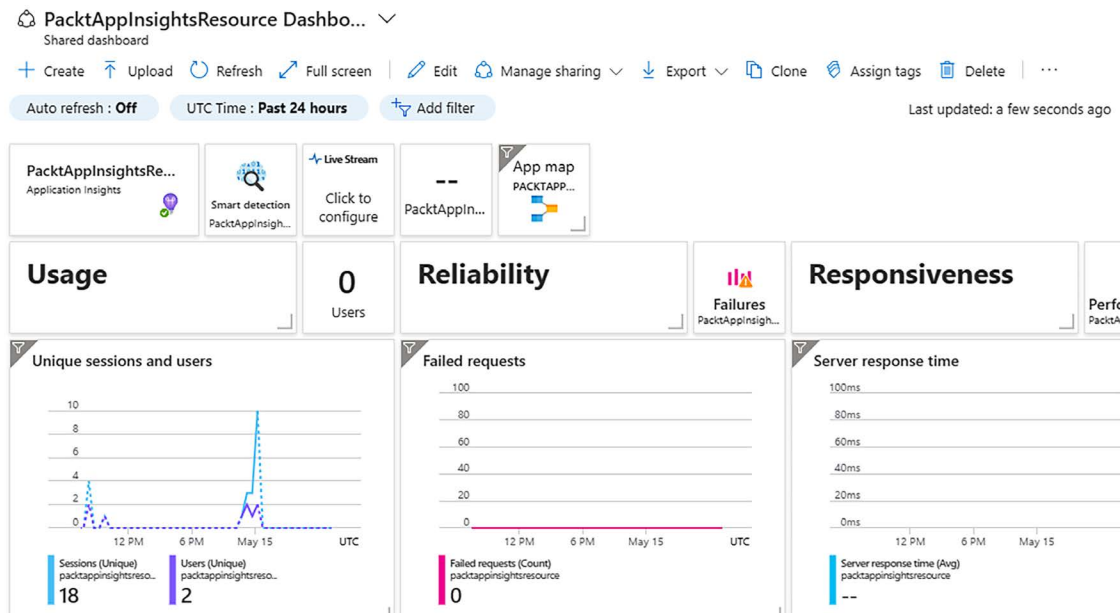 PacktAppInsightsResource Dashbo...
Shared dashboard
Create Upload Refresh Full screen Edit Manage sharing Export Clone Assign tags Delete ...
Auto refresh : Off UTC Time : Past 24 hours Add filter Last updated: a few seconds ago
PacktAppInsightsRe...
Application Insights
Smart detection
PacktAppInsigh...
Live Stream
Click to
configure
--
PacktAppIn...
App map
PACKTAPP...
Usage
0
Users
Reliability
Failures
PacktAppInsigh...
Responsiveness
Perfo
PacktA
Unique sessions and users
10
8
6
4
2
0
12 PM 6 PM May 15 UTC
Sessions (Unique)
packtappinsightsreso...
18
Users (Unique)
packtappinsightsreso...
2
Failed requests
100
80
60
40
20
0
12 PM 6 PM May 15 UTC
Failed requests (Count)
packtappinsightsresource
0
Server response time
100ms
80ms
60ms
40ms
20ms
0ms
12 PM 6 PM May 15
Server response time (Avg)
packtappinsightsresource
--